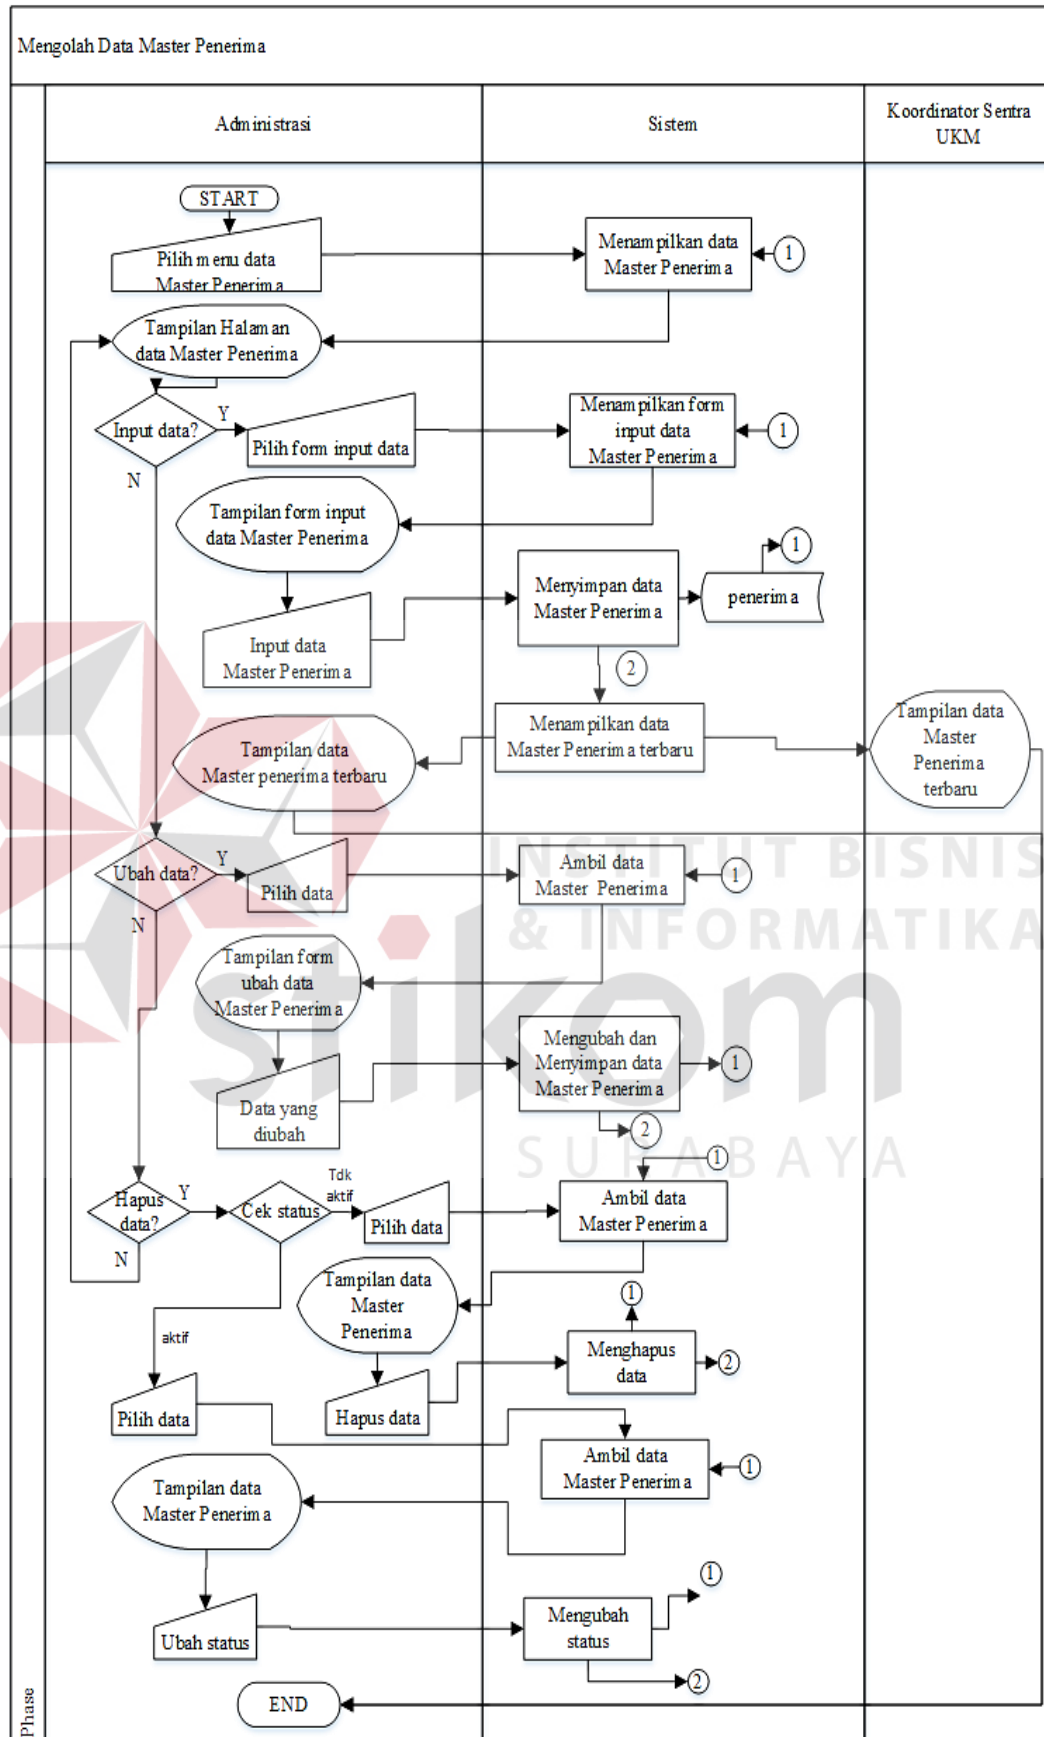 Mengolah Data Master Penerima
Administrasi
Sistem
Koordinator Sentra
UKM
START
Pilih menu data
Master Penerima
Menampilkan data
Master Penerima
1
Tampilan Halaman
data Master Penerima
Input data?
Y
N
Pilih form input data
Menampilkan form
input data
Master Penerima
1
Tampilan form input
data Master Penerima
Input data
Master Penerima
Menyimpan data
Master Penerima
penerima
1
2
Menampilkan data
Master Penerima terbaru
Tampilan data
Master penerima terbaru
Tampilan data
Master
Penerima
terbaru
Ubah data?
Y
N
Pilih data
Ambil data
Master Penerima
1
Tampilan form
ubah data
Master Penerima
Data yang
diubah
Mengubah dan
Menyimpan data
Master Penerima
1
2
Hapus
data?
Y
N
Cek status
Tdk
aktif
Pilih data
1
Ambil data
Master Penerima
Tampilan data
Master
Penerima
Hapus data
1
Menghapus
data
2
aktif
Pilih data
Ambil data
Master Penerima
1
Tampilan data
Master Penerima
Ubah status
Mengubah
status
1
2
END
Phase
INSTITUT BISNIS
& INFORMATIKA
stikom
SURABAYA